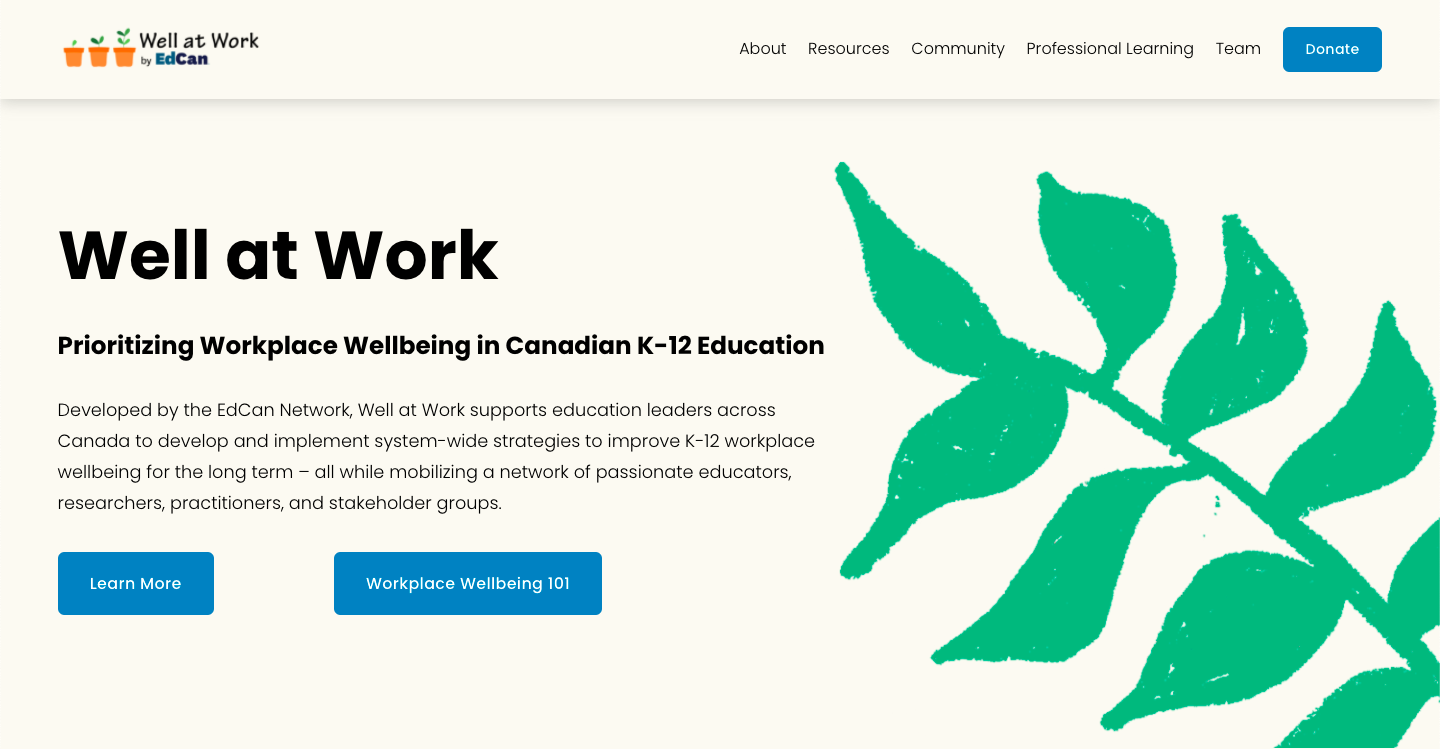 Well at Work
by EdCan
About Resources Community Professional Learning Team Donate
Well at Work
Prioritizing Workplace Wellbeing in Canadian K-12 Education
Developed by the EdCan Network, Well at Work supports education leaders across
Canada to develop and implement system-wide strategies to improve K-12 workplace
wellbeing for the long term – all while mobilizing a network of passionate educators,
researchers, practitioners, and stakeholder groups.
Learn More Workplace Wellbeing 101